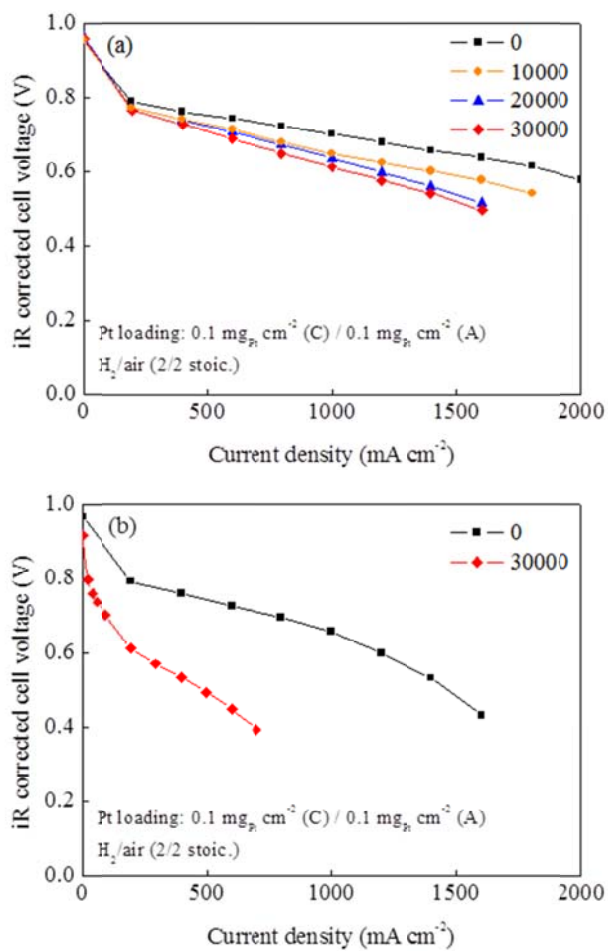 (a)
0
10000
20000
30000
1.0
0.8
0.6
0.4
0.2
0.0
iR corrected cell voltage (V)
Pt loading: 0.1 mg_Pt cm⁻² (C) / 0.1 mg_Pt cm⁻² (A)
H₂/air (2/2 stoic.)
0 500 1000 1500 2000
Current density (mA cm⁻²)
(b)
0
30000
1.0
0.8
0.6
0.4
0.2
0.0
iR corrected cell voltage (V)
Pt loading: 0.1 mg_Pt cm⁻² (C) / 0.1 mg_Pt cm⁻² (A)
H₂/air (2/2 stoic.)
0 500 1000 1500 2000
Current density (mA cm⁻²)